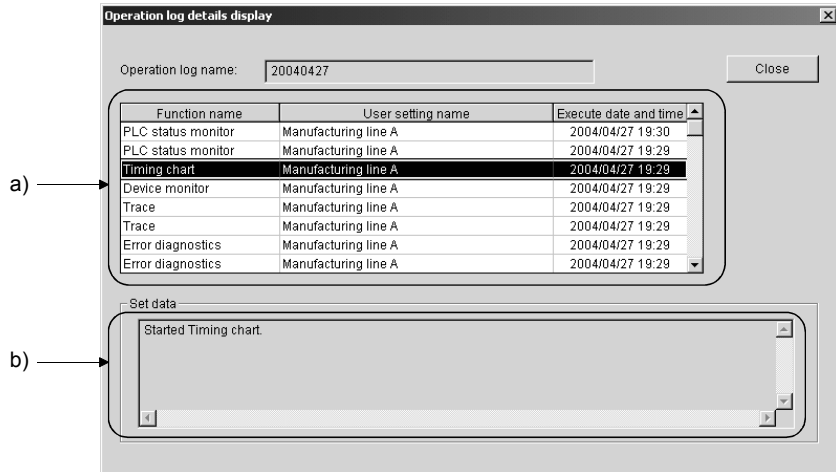 Operation log details display
Operation log name: 20040427 Close
Function name User setting name Execute date and time
PLC status monitor Manufacturing line A 2004/04/27 19:30
PLC status monitor Manufacturing line A 2004/04/27 19:29
Timing chart Manufacturing line A 2004/04/27 19:29
a)
Device monitor Manufacturing line A 2004/04/27 19:29
Trace Manufacturing line A 2004/04/27 19:29
Trace Manufacturing line A 2004/04/27 19:29
Error diagnostics Manufacturing line A 2004/04/27 19:29
Error diagnostics Manufacturing line A 2004/04/27 19:29
Set data
Started Timing chart.
b)